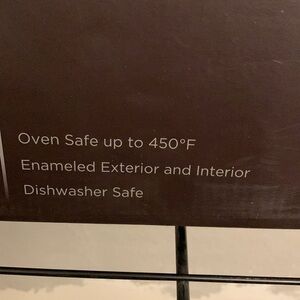 Oven Safe up to 450°F
Enameled Exterior and Interior
Dishwasher Safe